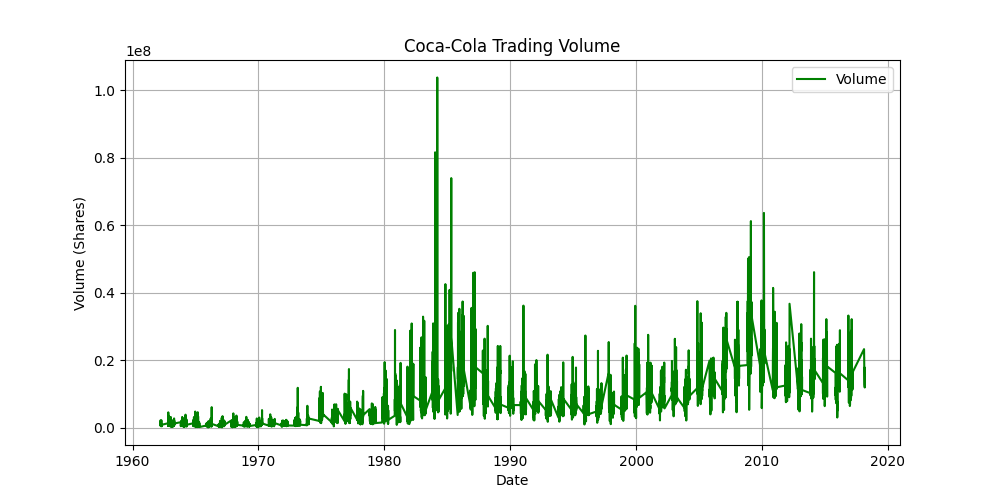 Coca-Cola Trading Volume
1e8
Volume
1.0
0.8
0.6
0.4
0.2
0.0
Volume (Shares)
1960 1970 1980 1990 2000 2010 2020
Date